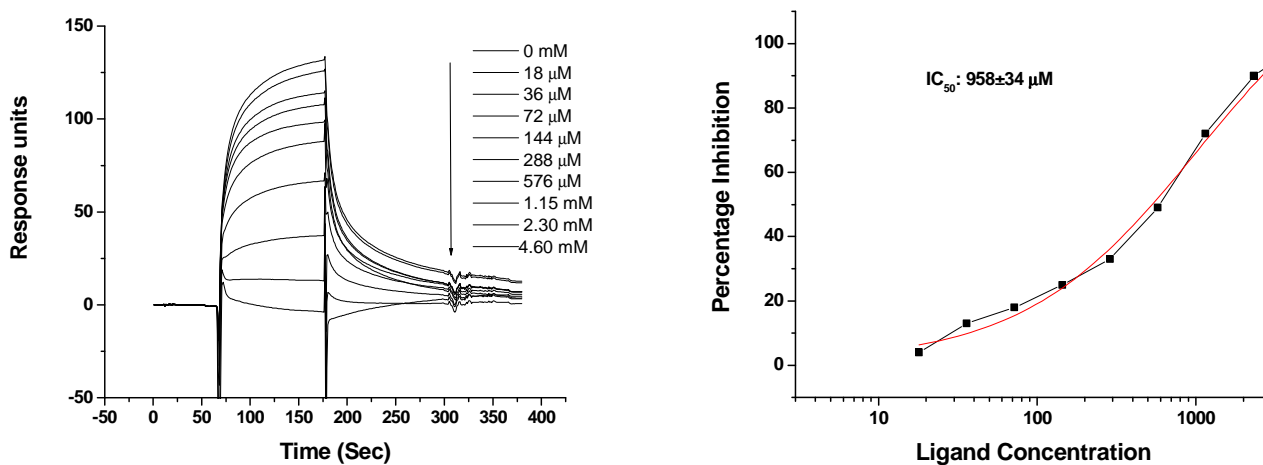 150
100
50
0
-50
-50 0 50 100 150 200 250 300 350 400
Response units
Time (Sec)
0 mM
18 μM
36 μM
72 μM
144 μM
288 μM
576 μM
1.15 mM
2.30 mM
4.60 mM
100
80
60
40
20
0
10 100 1000
Percentage Inhibition
Ligand Concentration
IC50: 958±34 μM